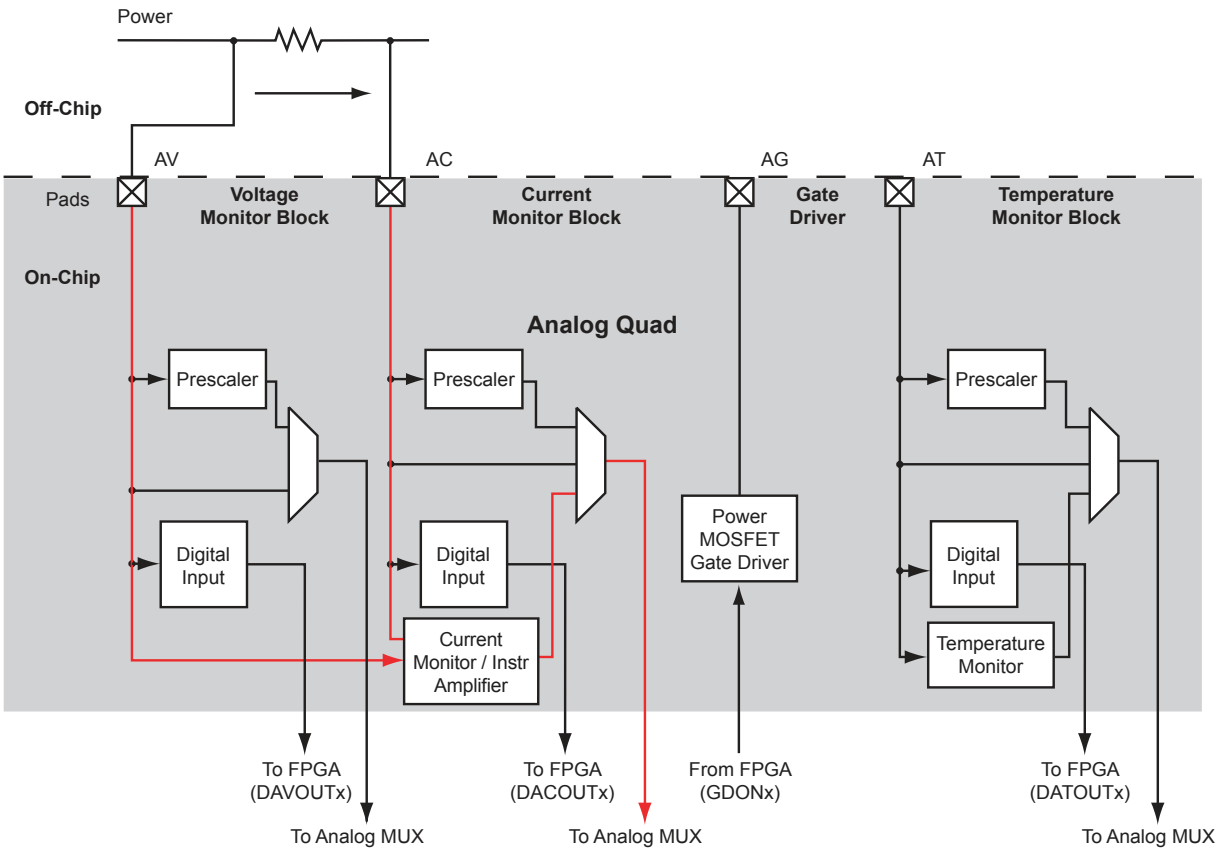 Power
Off-Chip
AV
AC
AG
AT
Pads
Voltage
Monitor Block
Current
Monitor Block
Gate
Driver
Temperature
Monitor Block
On-Chip
Analog Quad
Prescaler
Prescaler
Prescaler
Digital
Input
Digital
Input
Power
MOSFET
Gate Driver
Digital
Input
Current
Monitor / Instr
Amplifier
Temperature
Monitor
To FPGA
(DAVOUTx)
To FPGA
(DACOUTx)
From FPGA
(GDONx)
To FPGA
(DATOUTx)
To Analog MUX
To Analog MUX
To Analog MUX